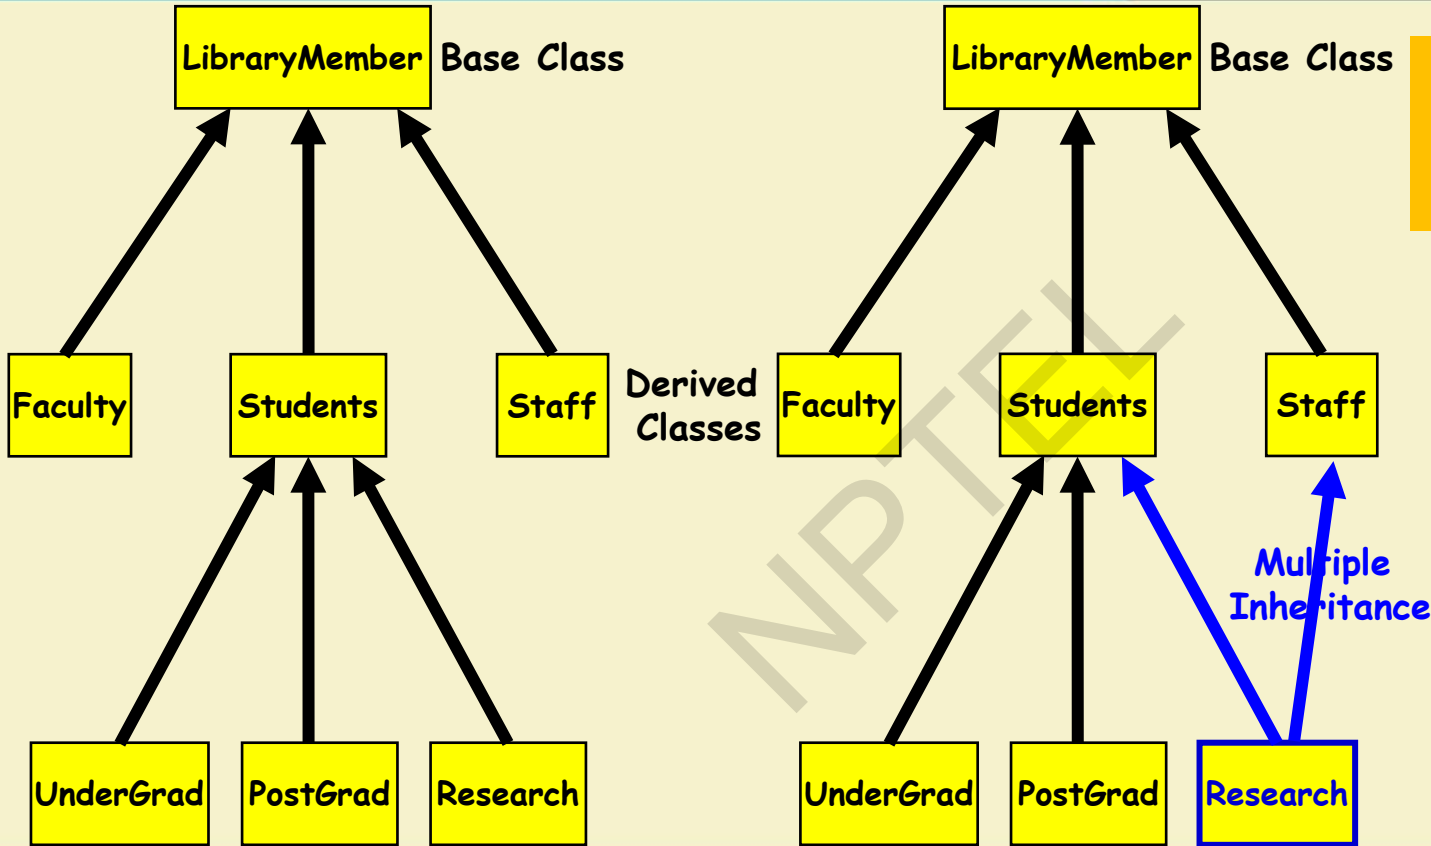 LibraryMember Base Class
Faculty
Students
Staff
Derived
Classes
UnderGrad
PostGrad
Research
LibraryMember Base Class
Faculty
Students
Staff
Multiple
Inheritance
UnderGrad
PostGrad
Research
NPTEL